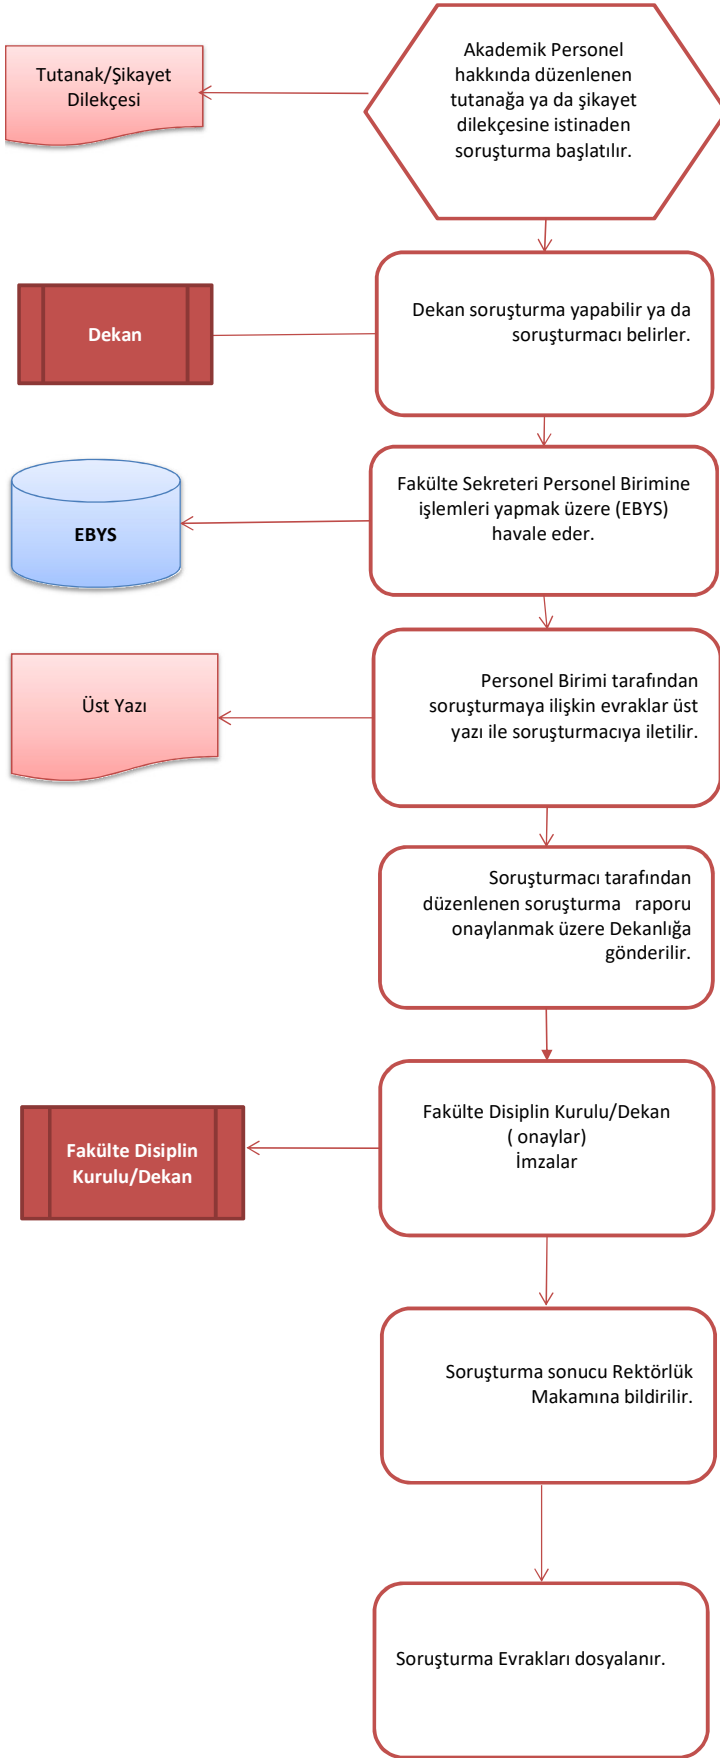 Tutanak/Şikayet
Dilekçesi
Akademik Personel
hakkında düzenlenen
tutanağa ya da şikayet
dilekçesine istinaden
soruşturma başlatılır.
Dekan
Dekan soruşturma yapabilir ya da
soruşturmacı belirler.
EBYS
Fakülte Sekreteri Personel Birimine
işlemleri yapmak üzere (EBYS)
havale eder.
Üst Yazı
Personel Birimi tarafından
soruşturmaya ilişkin evraklar üst
yazı ile soruşturmacıya iletilir.
Soruşturmacı tarafından
düzenlenen soruşturma raporu
onaylanmak üzere Dekanlığa
gönderilir.
Fakülte Disiplin
Kurulu/Dekan
Fakülte Disiplin Kurulu/Dekan
( onaylar)
İmzalar
Soruşturma sonucu Rektörlük
Makamına bildirilir.
Soruşturma Evrakları dosyalanır.